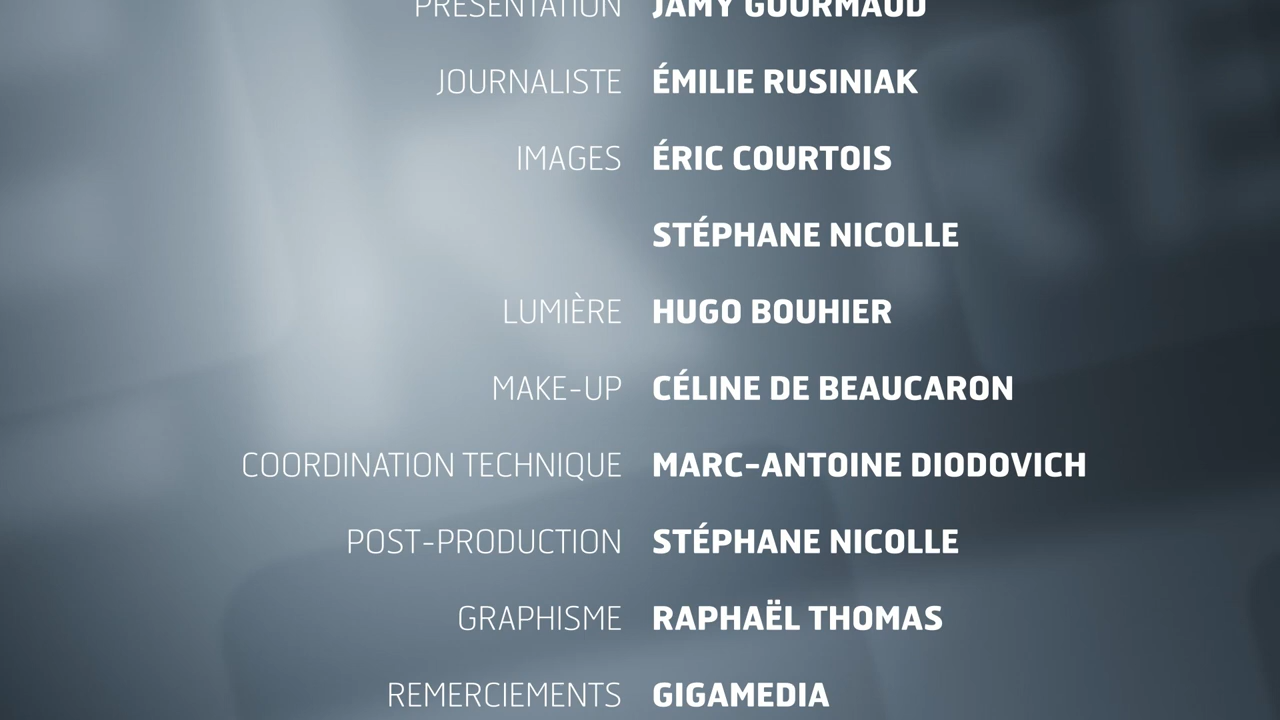 PRÉSENTATION JAMY GOURMAUD
JOURNALISTE ÉMILIE RUSINIAK
IMAGES ÉRIC COURTOIS
STÉPHANE NICOLLE
LUMIÈRE HUGO BOUHIER
MAKE-UP CÉLINE DE BEAUCARON
COORDINATION TECHNIQUE MARC-ANTOINE DIODOVICH
POST-PRODUCTION STÉPHANE NICOLLE
GRAPHISME RAPHAËL THOMAS
REMERCIEMENTS GIGAMEDIA